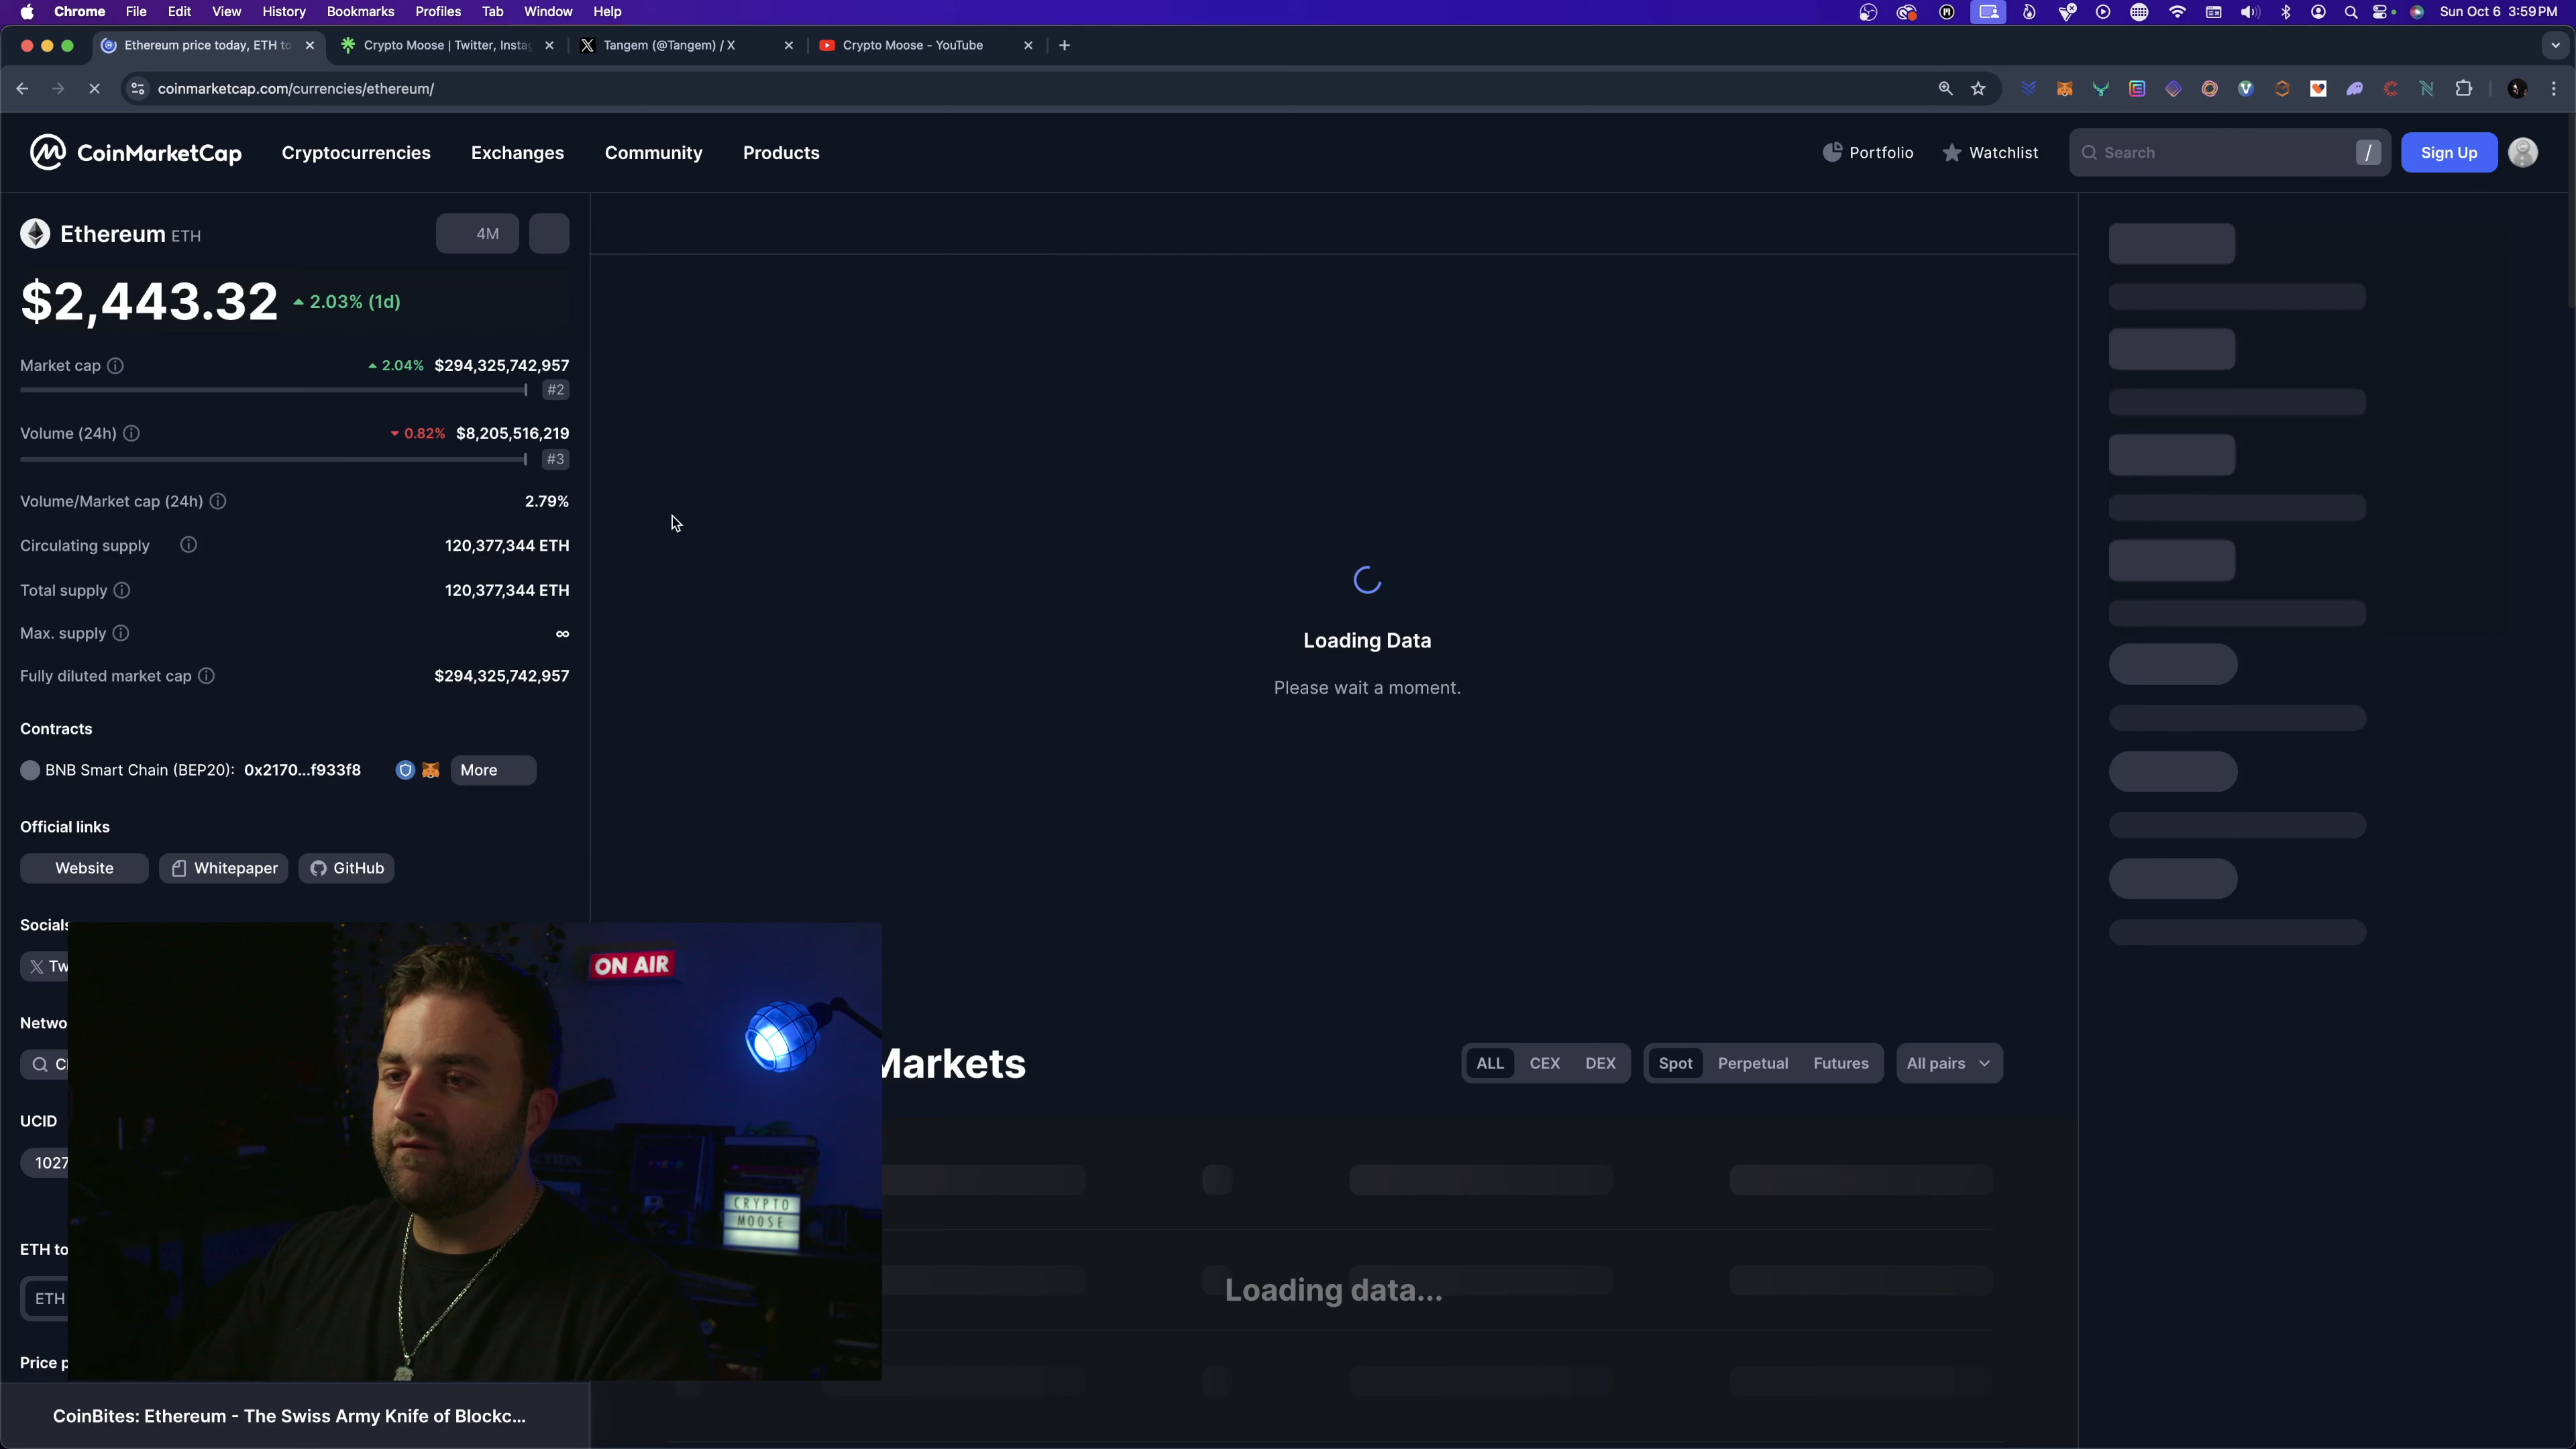 Chrome File Edit View History Bookmarks Profiles Tab Window Help Sun Oct 6 3:59 PM
Ethereum price today, ETH to Crypto Moose | Twitter, Insta Tangem (@Tangem) / X Crypto Moose - YouTube
coinmarketcap.com/currencies/ethereum/
CoinMarketCap Cryptocurrencies Exchanges Community Products Portfolio Watchlist Search / Sign Up
Ethereum ETH 4M
$2,443.32 2.03% (1d)
Market cap 2.04% $294,325,742,957
#2
Volume (24h) 0.82% $8,205,516,219
#3
Volume/Market cap (24h) 2.79%
Circulating supply 120,377,344 ETH
Total supply 120,377,344 ETH
Max. supply ∞
Fully diluted market cap $294,325,742,957
Loading Data
Please wait a moment.
Contracts
BNB Smart Chain (BEP20): 0x2170...f933f8 More
Official links
Website Whitepaper GitHub
Socials
Tw
ON AIR
Netwo
C
Markets ALL CEX DEX Spot Perpetual Futures All pairs
UCID
1027
CRYPTO
MOOSE
ETH to
ETH
Loading data...
Price p
CoinBites: Ethereum - The Swiss Army Knife of Blockc...